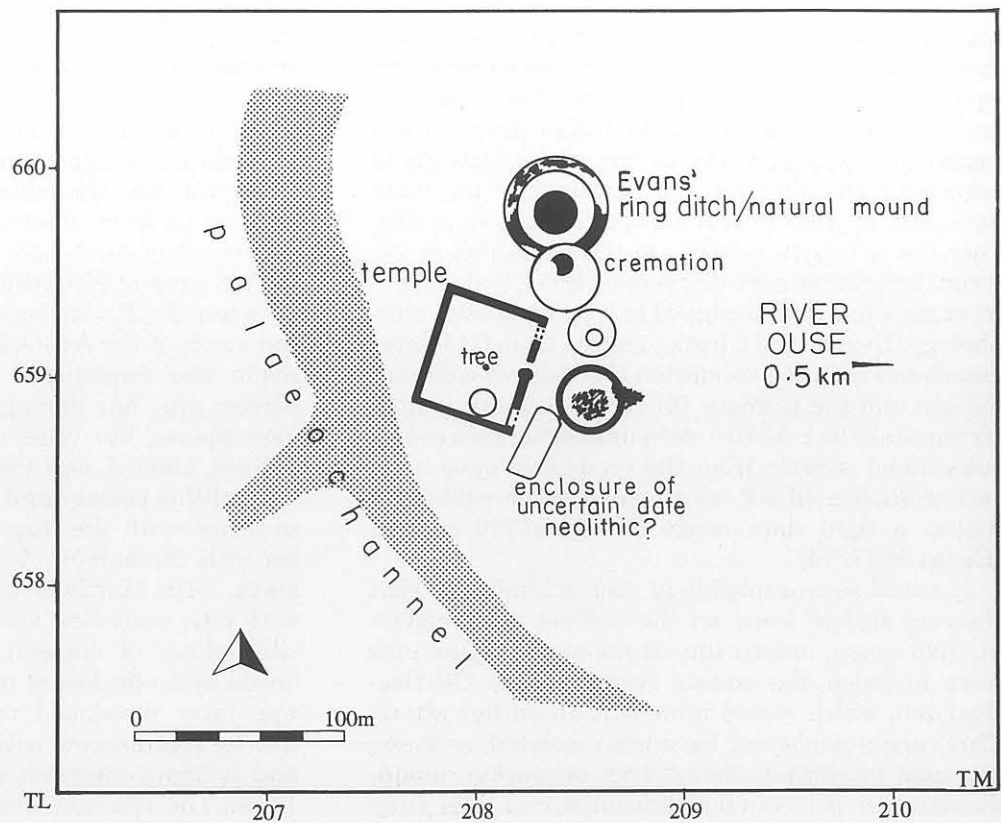 660
659
658
Evans'
ring ditch/natural mound
cremation
temple
tree
RIVER
OUSE
0·5 km
enclosure of
uncertain date
neolithic?
palaeochannel
0
100m
TL
207
208
209
210
TM